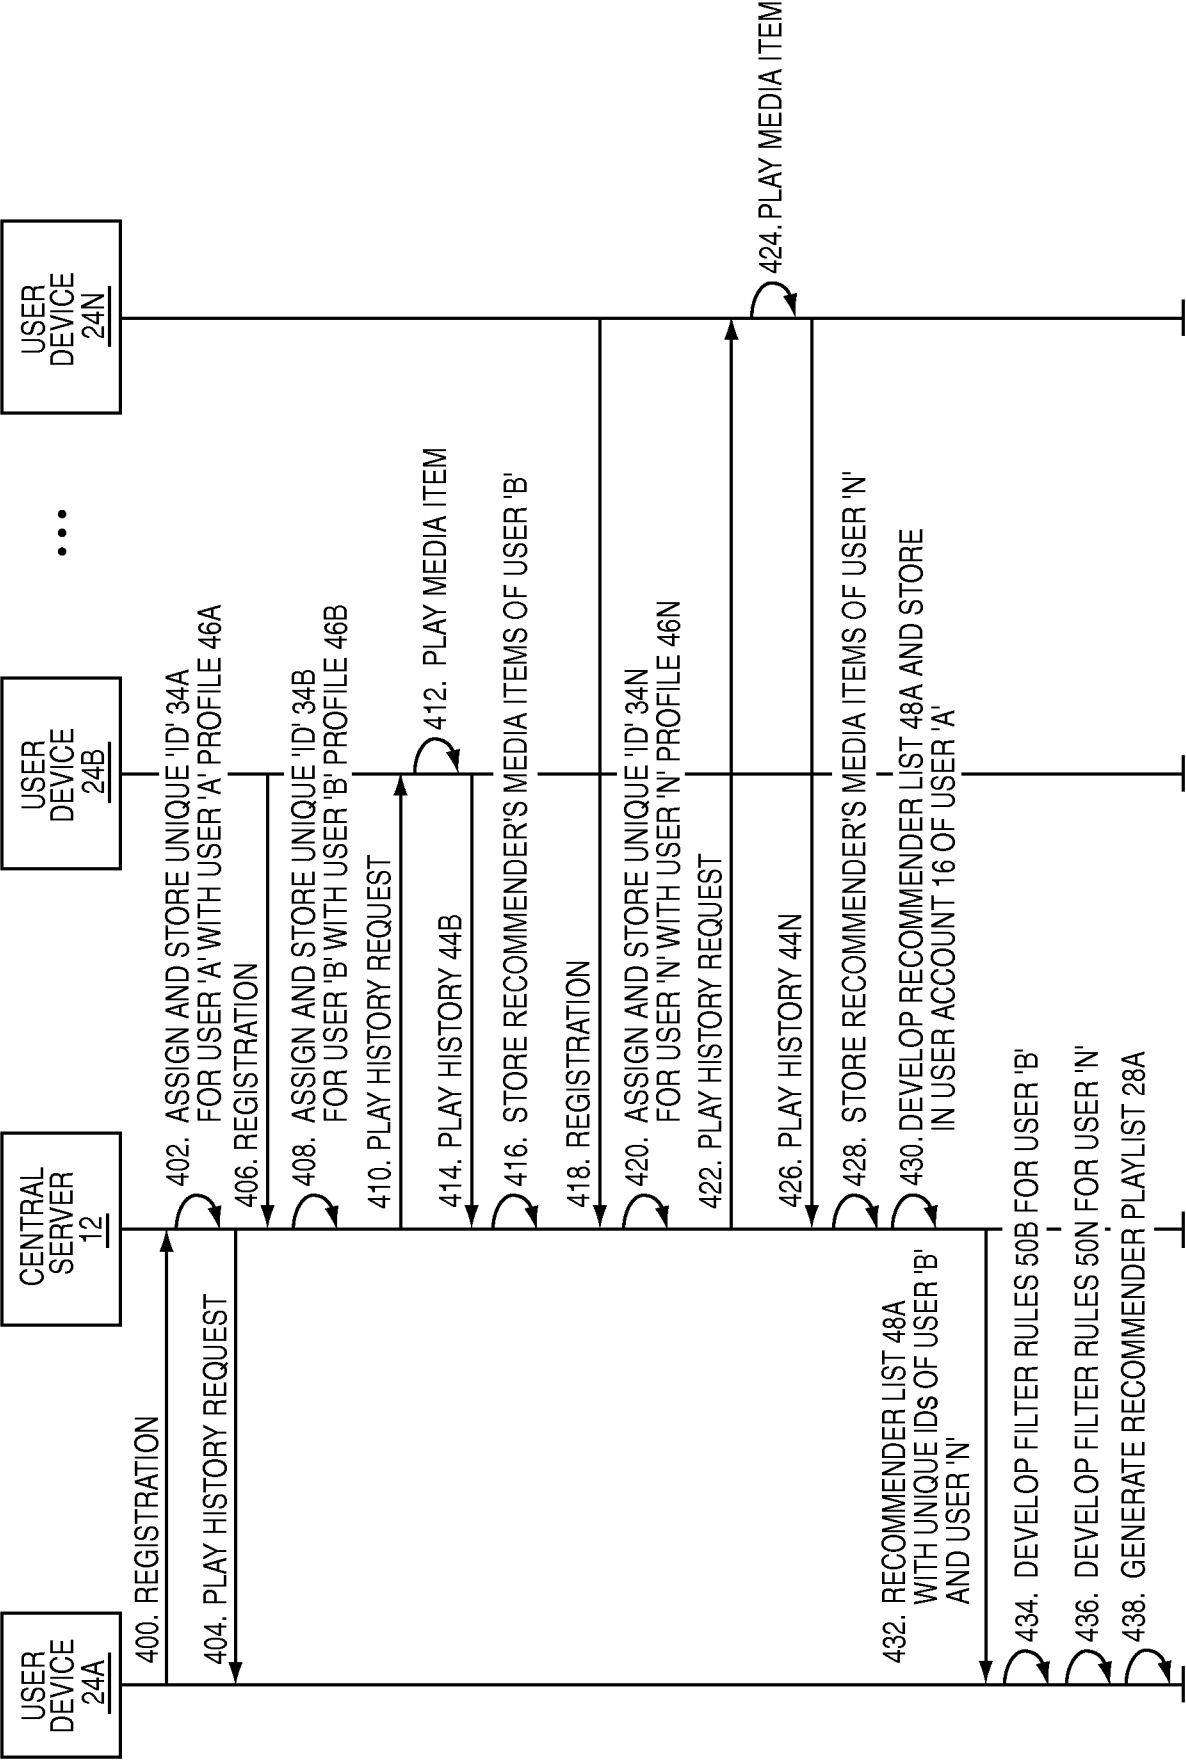 USER
DEVICE
24A
CENTRAL
SERVER
12
USER
DEVICE
24B
...
USER
DEVICE
24N
400. REGISTRATION
402. ASSIGN AND STORE UNIQUE 'ID' 34A
FOR USER 'A' WITH USER 'A' PROFILE 46A
404. PLAY HISTORY REQUEST
406. REGISTRATION
408. ASSIGN AND STORE UNIQUE 'ID' 34B
FOR USER 'B' WITH USER 'B' PROFILE 46B
410. PLAY HISTORY REQUEST
412. PLAY MEDIA ITEM
414. PLAY HISTORY 44B
416. STORE RECOMMENDER'S MEDIA ITEMS OF USER 'B'
418. REGISTRATION
420. ASSIGN AND STORE UNIQUE 'ID' 34N
FOR USER 'N' WITH USER 'N' PROFILE 46N
422. PLAY HISTORY REQUEST
424. PLAY MEDIA ITEM
426. PLAY HISTORY 44N
428. STORE RECOMMENDER'S MEDIA ITEMS OF USER 'N'
430. DEVELOP RECOMMENDER LIST 48A AND STORE
IN USER ACCOUNT 16 OF USER 'A'
432. RECOMMENDER LIST 48A
WITH UNIQUE IDs OF USER 'B'
AND USER 'N'
434. DEVELOP FILTER RULES 50B FOR USER 'B'
436. DEVELOP FILTER RULES 50N FOR USER 'N'
438. GENERATE RECOMMENDER PLAYLIST 28A